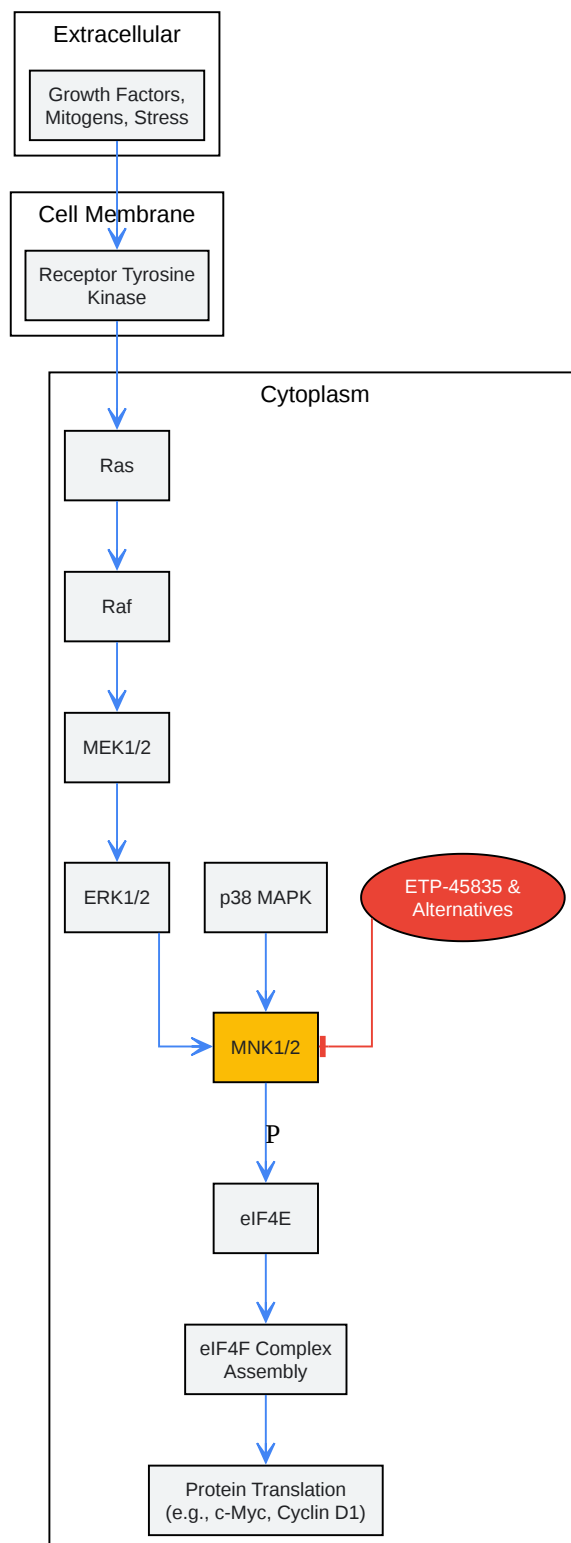 Extracellular
Growth Factors,
Mitogens, Stress
Cell Membrane
Receptor Tyrosine
Kinase
Cytoplasm
Ras
Raf
MEK1/2
ERK1/2
p38 MAPK
ETP-45835 &
Alternatives
MNK1/2
P
eIF4E
eIF4F Complex
Assembly
Protein Translation
(e.g., c-Myc, Cyclin D1)